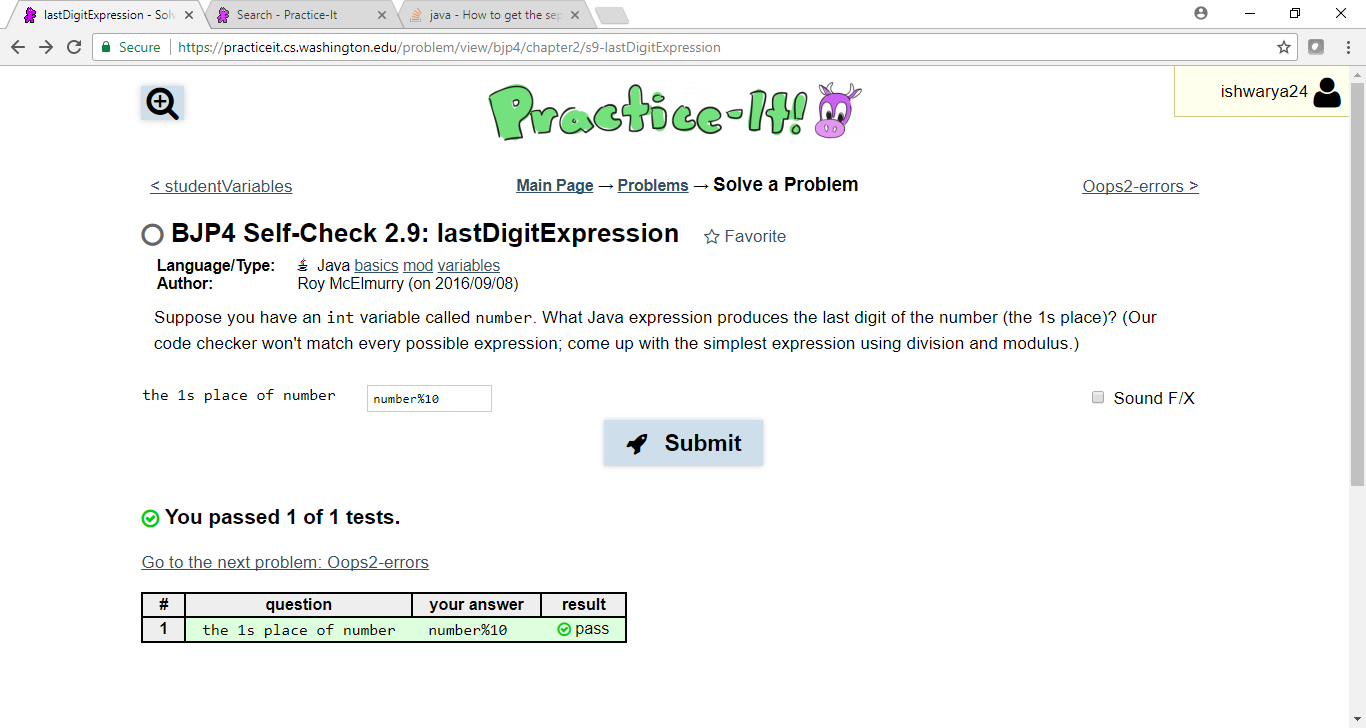 lastDigitExpression - Solv
Search - Practice-It
java - How to get the sep
Secure https://practiceit.cs.washington.edu/problem/view/bjp4/chapter2/s9-lastDigitExpression
Practice-It!
ishwarya24
< studentVariables
Main Page → Problems → Solve a Problem
Oops2-errors >
BJP4 Self-Check 2.9: lastDigitExpression
Favorite
Language/Type: Java basics mod variables
Author: Roy McElmurry (on 2016/09/08)
Suppose you have an int variable called number. What Java expression produces the last digit of the number (the 1s place)? (Our
code checker won't match every possible expression; come up with the simplest expression using division and modulus.)
the 1s place of number number%10
Sound F/X
Submit
You passed 1 of 1 tests.
Go to the next problem: Oops2-errors
# question your answer result
1 the 1s place of number number%10 pass